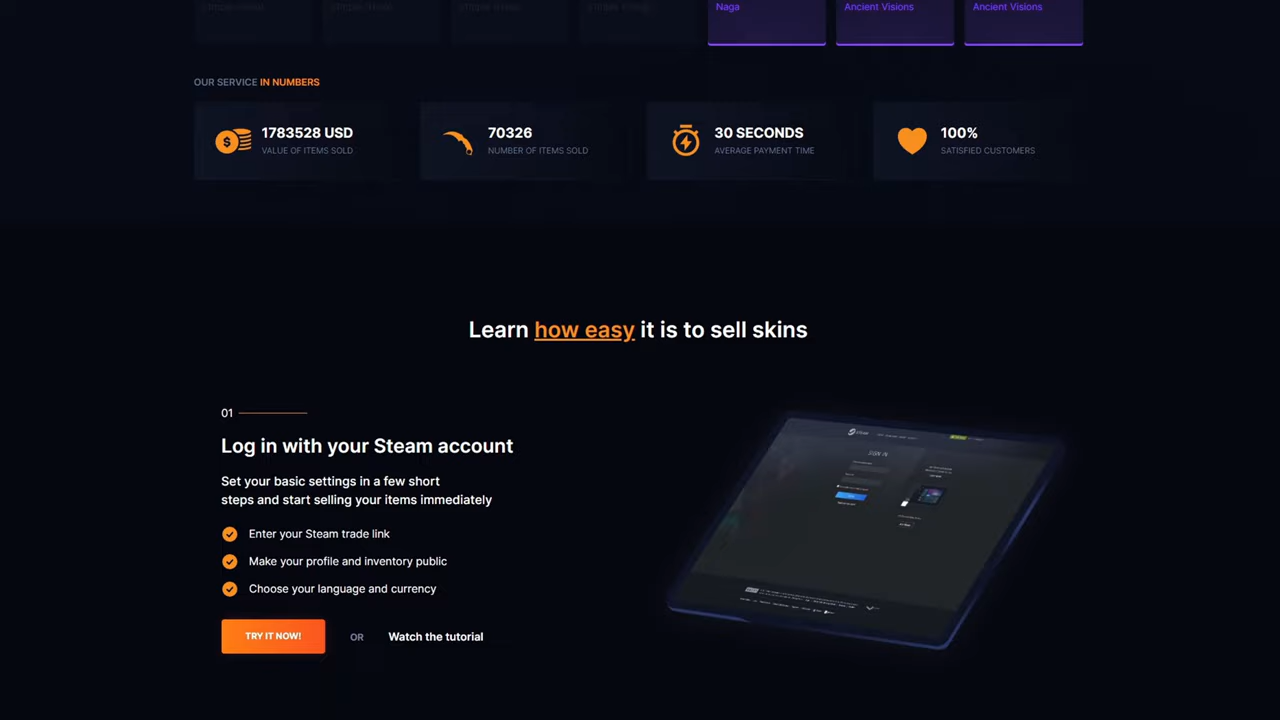 Naga
Ancient Visions
Ancient Visions
OUR SERVICE IN NUMBERS
1783528 USD
VALUE OF ITEMS SOLD
70326
NUMBER OF ITEMS SOLD
30 SECONDS
AVERAGE PAYMENT TIME
100%
SATISFIED CUSTOMERS
Learn how easy it is to sell skins
01
Log in with your Steam account
Set your basic settings in a few short
steps and start selling your items immediately
Enter your Steam trade link
Make your profile and inventory public
Choose your language and currency
TRY IT NOW!
OR
Watch the tutorial
SIGN IN